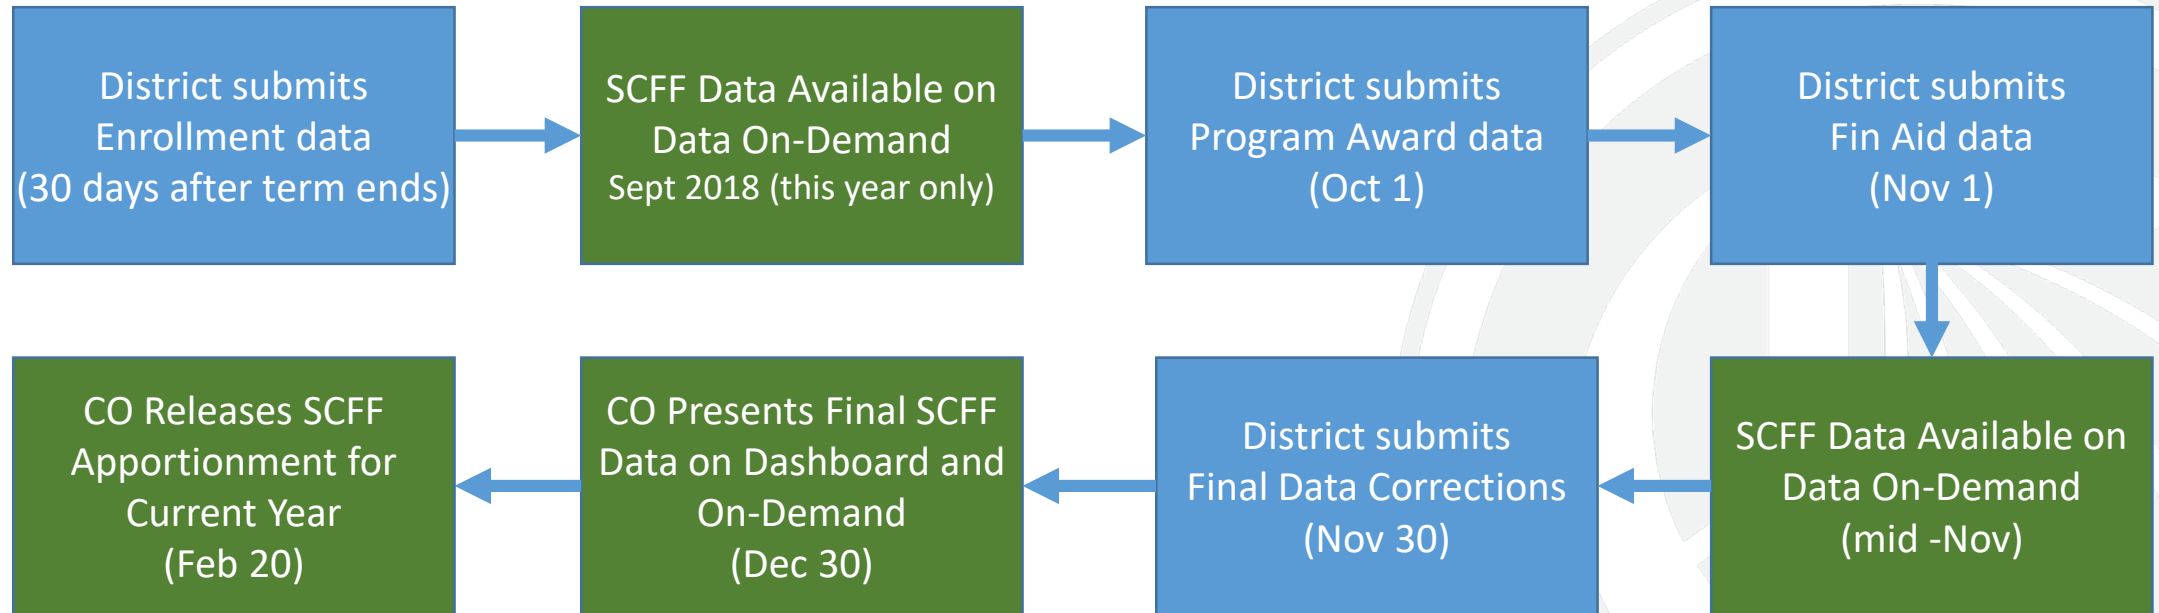 District submits
Enrollment data
(30 days after term ends)
SCFF Data Available on
Data On-Demand
Sept 2018 (this year only)
District submits
Program Award data
(Oct 1)
District submits
Fin Aid data
(Nov 1)
SCFF Data Available on
Data On-Demand
(mid -Nov)
District submits
Final Data Corrections
(Nov 30)
CO Presents Final SCFF
Data on Dashboard and
On-Demand
(Dec 30)
CO Releases SCFF
Apportionment for
Current Year
(Feb 20)